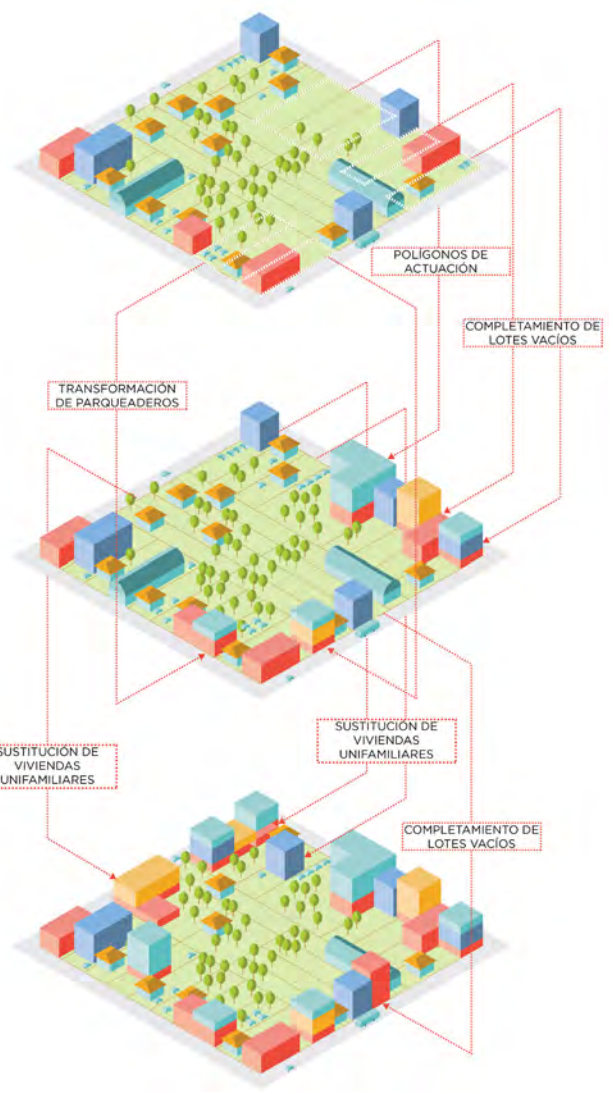 POLÍGONOS DE
ACTUACIÓN
COMPLETAMIENTO DE
LOTES VACÍOS
TRANSFORMACIÓN
DE PARQUEADEROS
SUSTITUCIÓN DE
VIVIENDAS
UNIFAMILIARES
SUSTITUCIÓN DE
VIVIENDAS
UNIFAMILIARES
COMPLETAMIENTO DE
LOTES VACÍOS